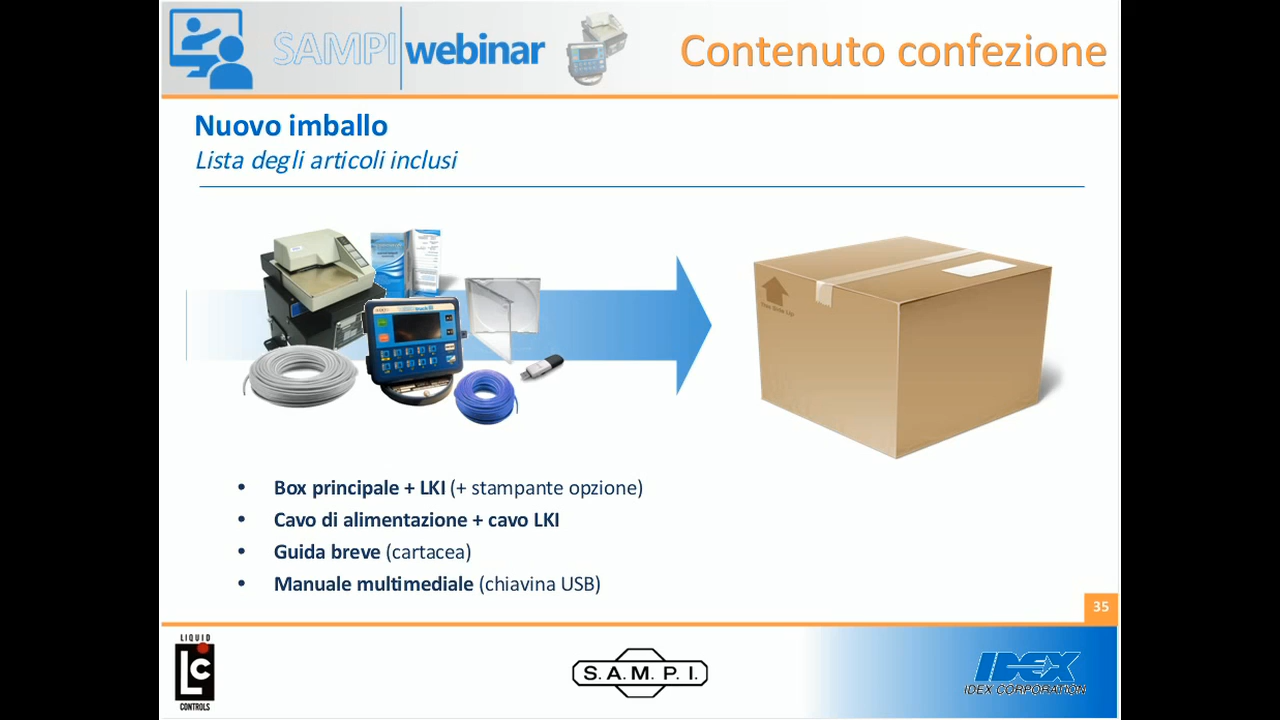 SAMPI webinar
Contenuto confezione
Nuovo imballo
Lista degli articoli inclusi
• Box principale + LKI (+ stampante opzione)
• Cavo di alimentazione + cavo LKI
• Guida breve (cartacea)
• Manuale multimediale (chiavina USB)
35
LIQUID
LC
CONTROLS
S.A.M.P.I.
IDEX
IDEX CORPORATION